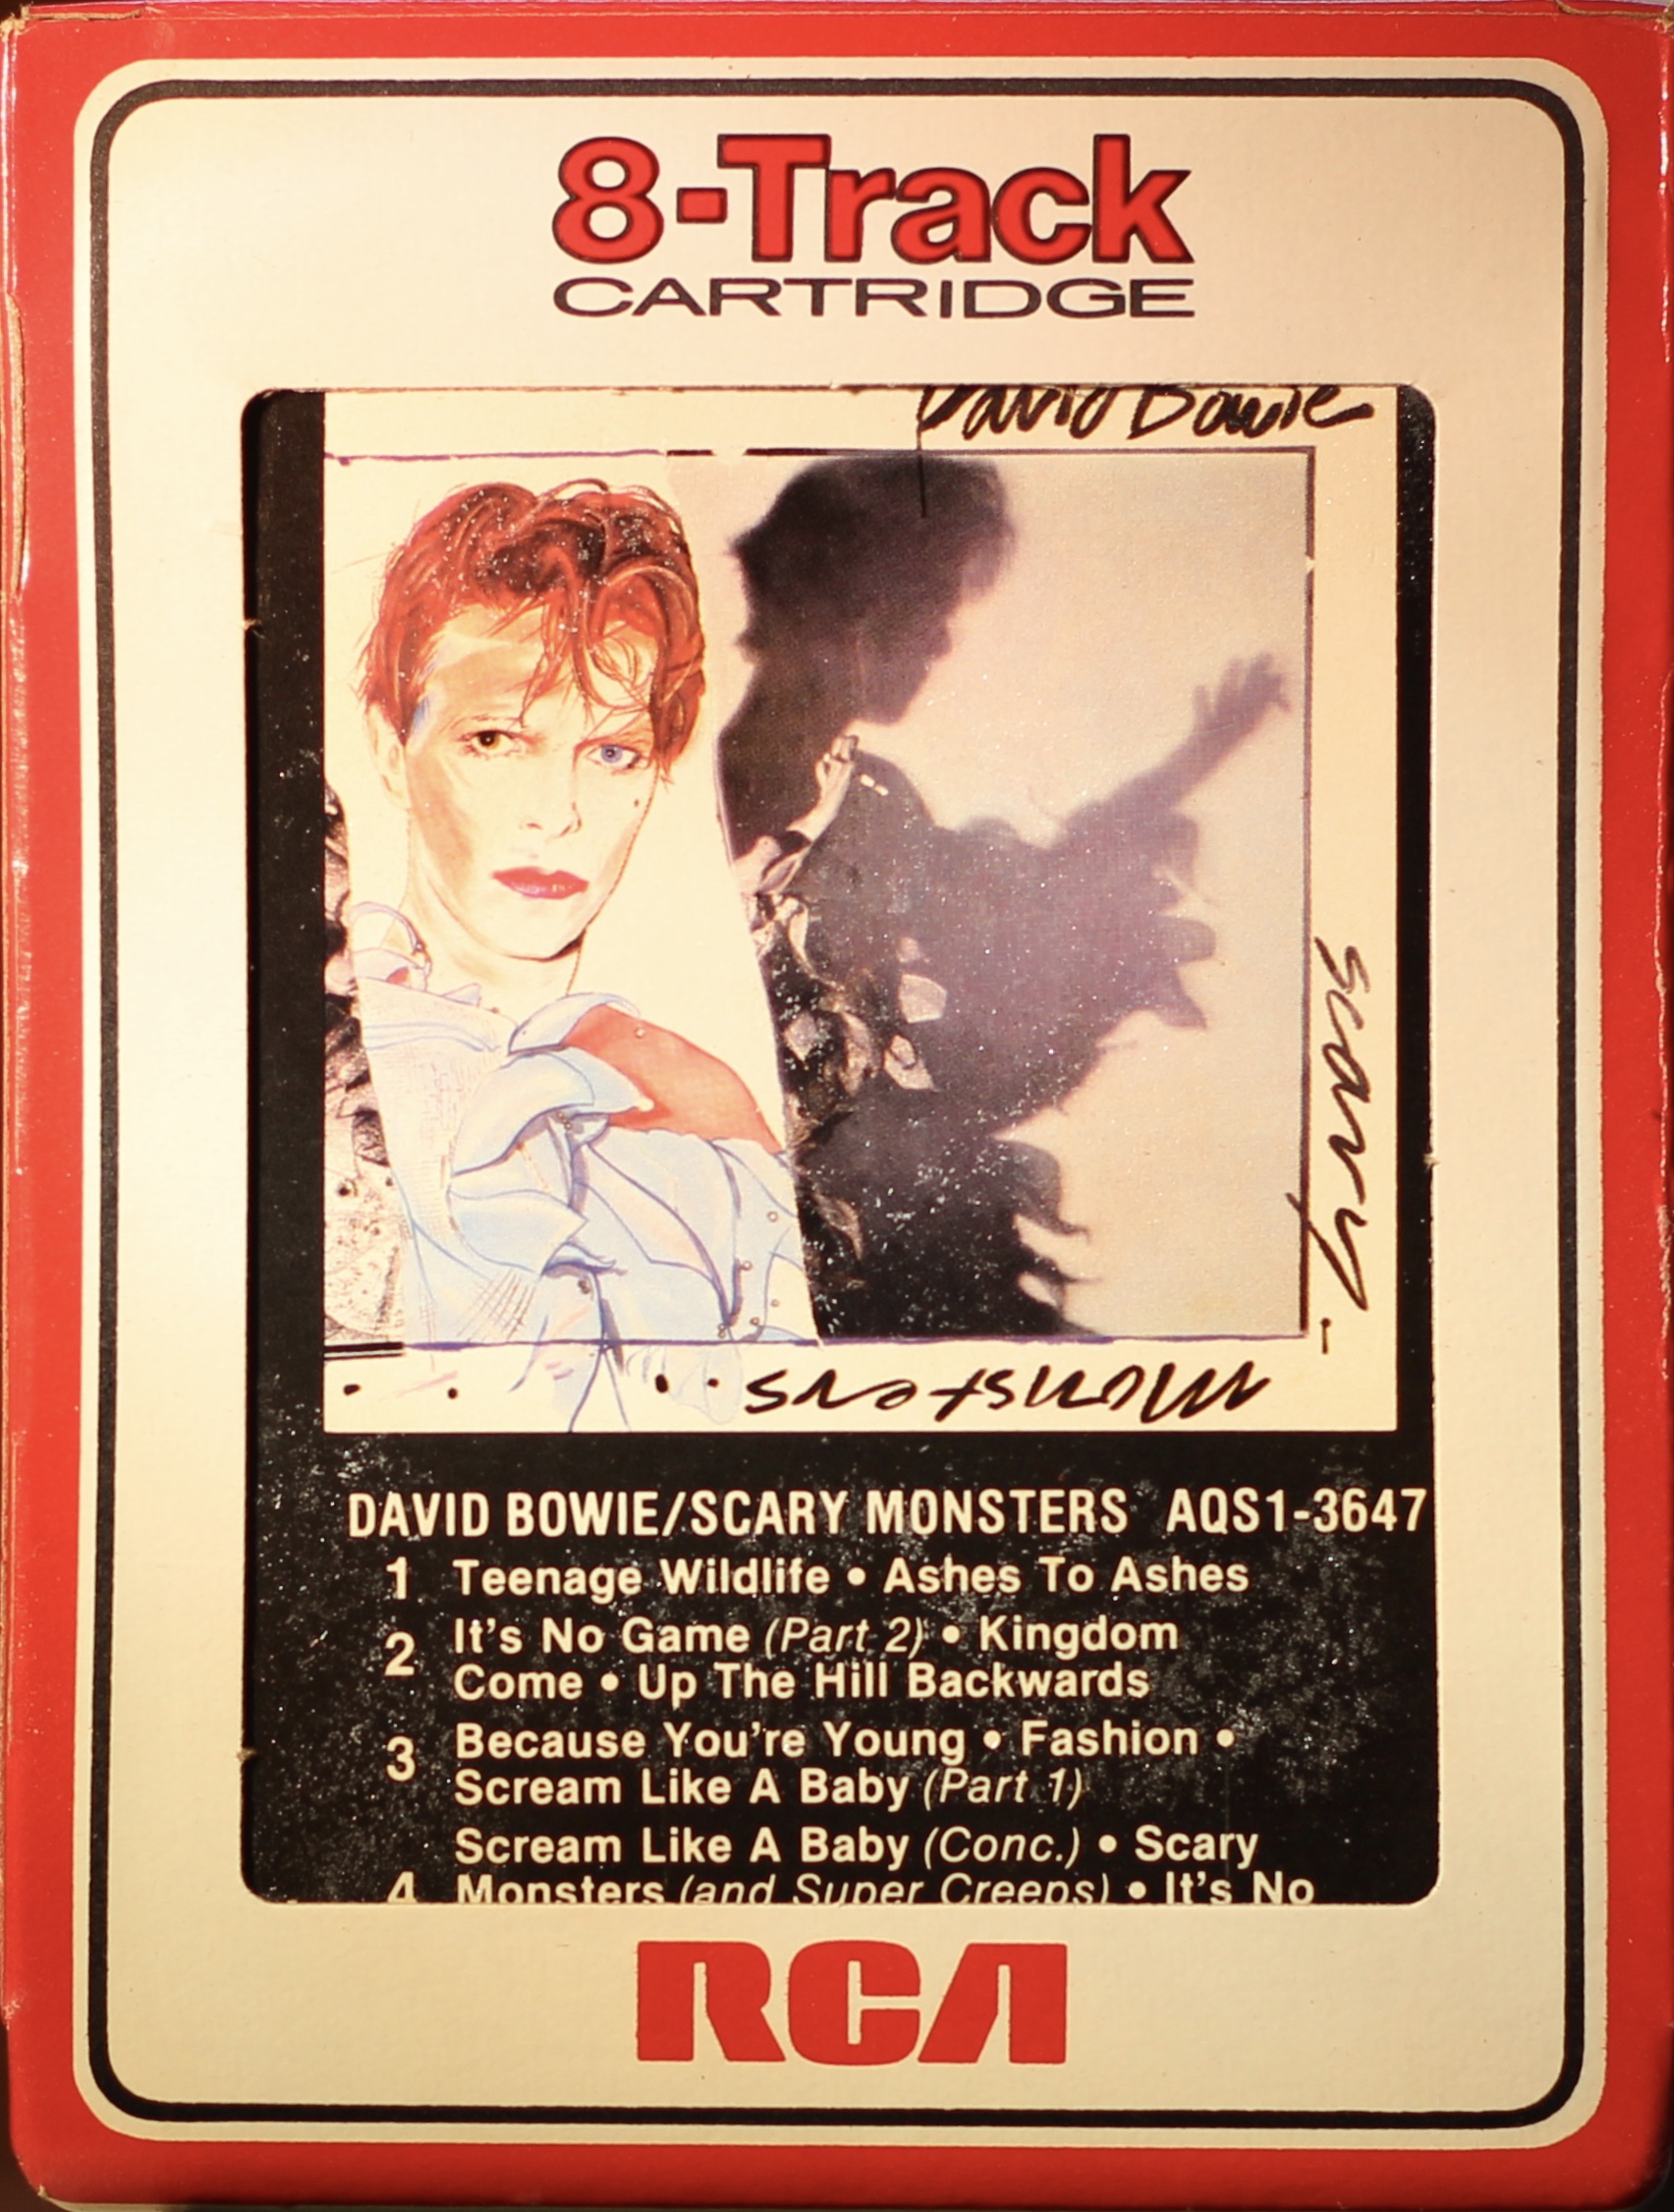 8-Track
CARTRIDGE
David Bowie
scary
monsters
DAVID BOWIE/SCARY MONSTERS AQS1-3647
1 Teenage Wildlife • Ashes To Ashes
2 It's No Game (Part 2) • Kingdom
Come • Up The Hill Backwards
3 Because You're Young • Fashion •
Scream Like A Baby (Part 1)
Scream Like A Baby (Conc.) • Scary
4 Monsters (and Super Creeps) • It's No
RCA